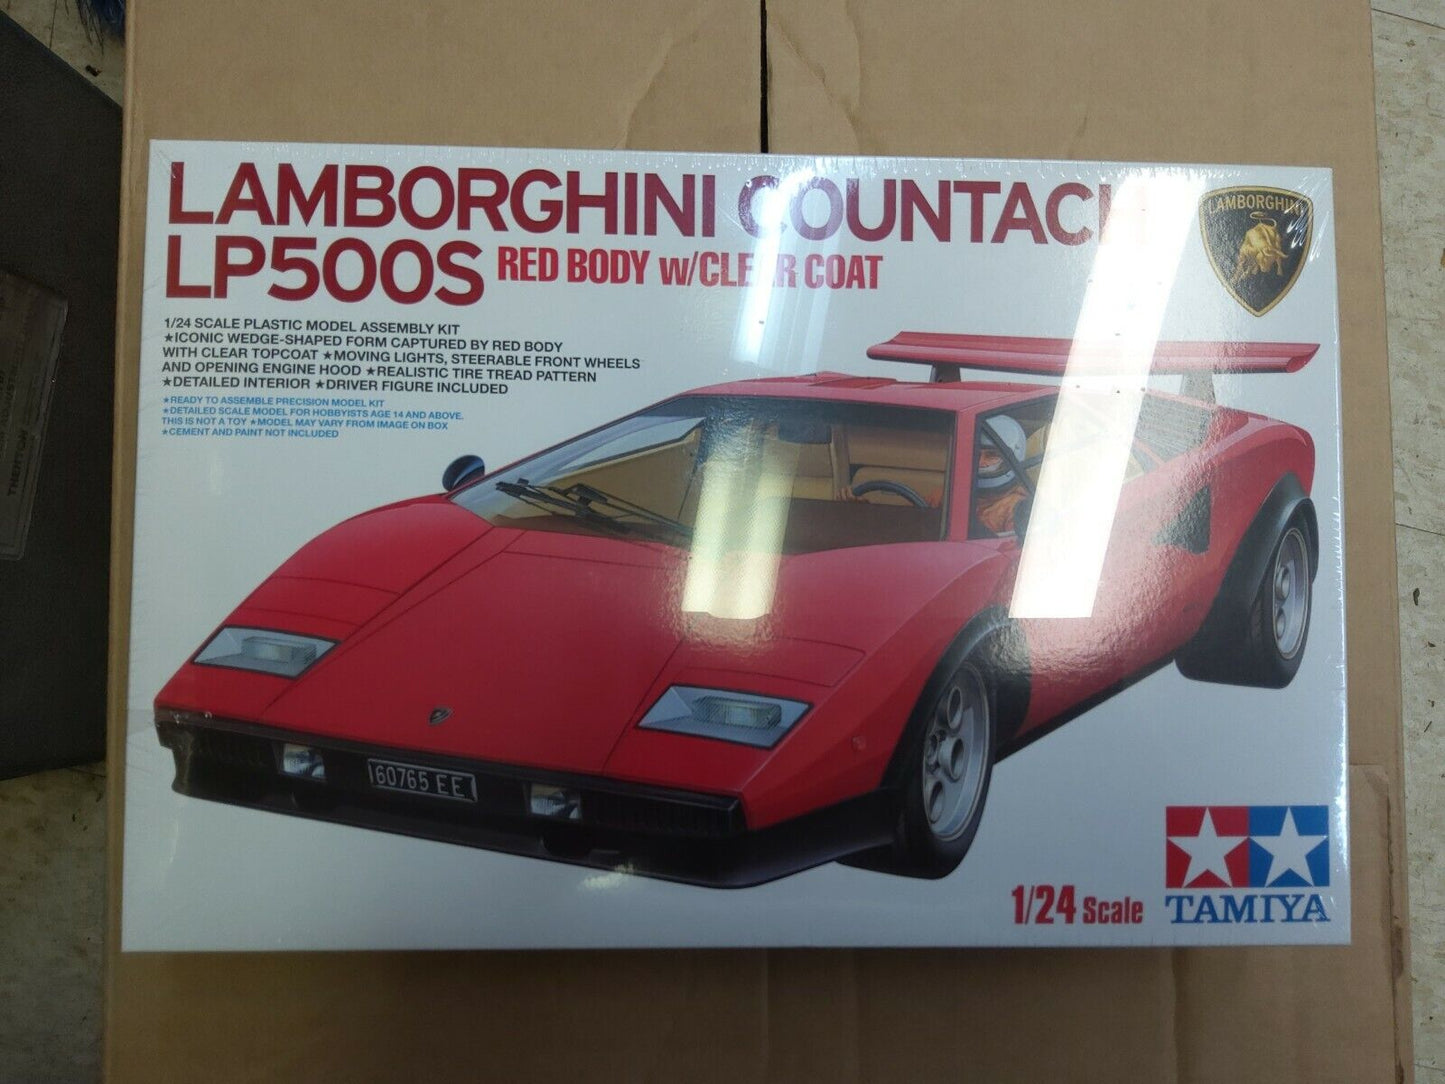 LAMBORGHINI COUNTACH
LP500S RED BODY w/CLEAR COAT
1/24 SCALE PLASTIC MODEL ASSEMBLY KIT
★ICONIC WEDGE-SHAPED FORM CAPTURED BY RED BODY
WITH CLEAR TOPCOAT ★MOVING LIGHTS, STEERABLE FRONT WHEELS
AND OPENING ENGINE HOOD ★REALISTIC TIRE TREAD PATTERN
★DETAILED INTERIOR ★DRIVER FIGURE INCLUDED
★READY TO ASSEMBLE PRECISION MODEL KIT
★DETAILED SCALE MODEL FOR HOBBYISTS AGE 14 AND ABOVE.
THIS IS NOT A TOY ★MODEL MAY VARY FROM IMAGE ON BOX
★CEMENT AND PAINT NOT INCLUDED
LAMBORGHINI
60765 EE
1/24 Scale
TAMIYA